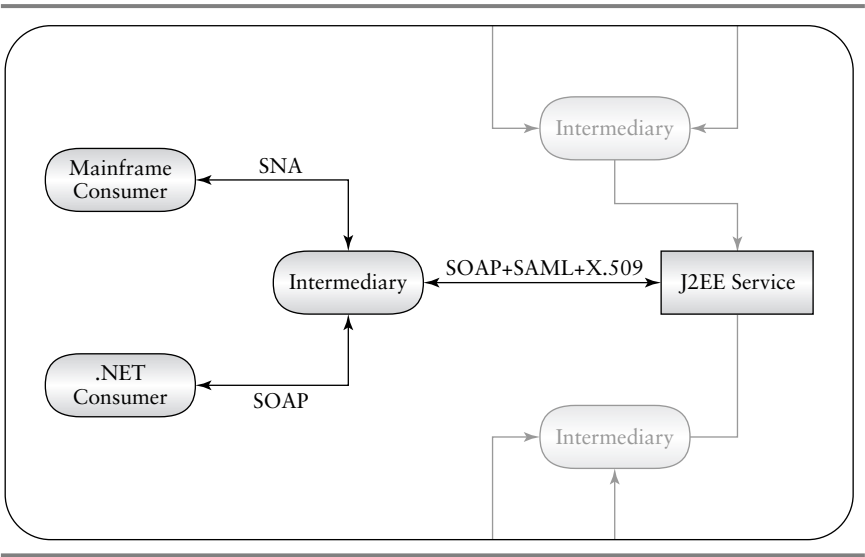 Intermediary
Mainframe
Consumer
SNA
Intermediary
SOAP+SAML+X.509
J2EE Service
.NET
Consumer
SOAP
Intermediary